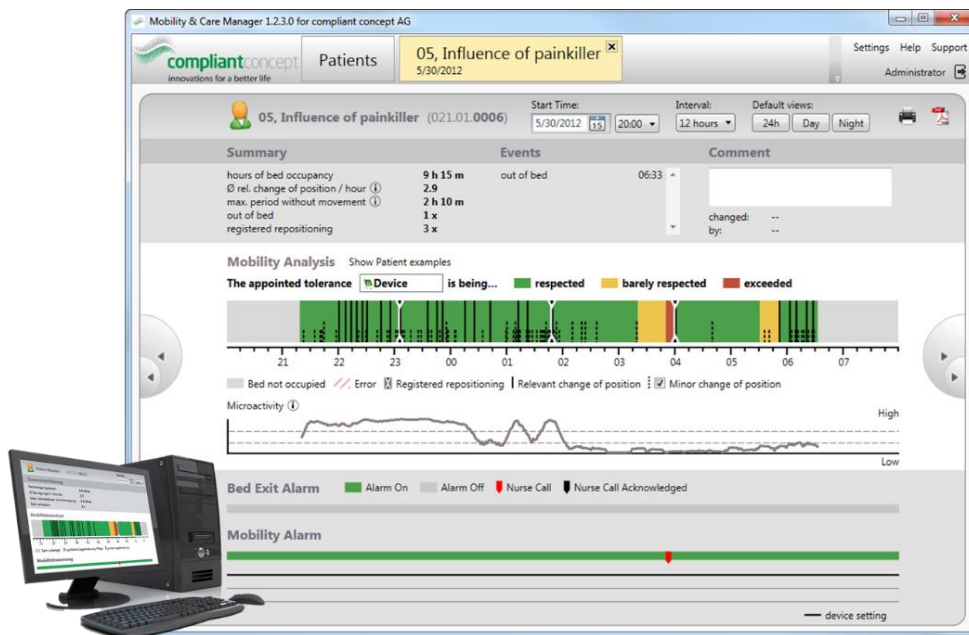 Mobility & Care Manager 1.2.3.0 for compliant concept AG
compliantconcept
innovations for a better life
Patients
05, Influence of painkiller
5/30/2012
Settings Help Support
Administrator
05, Influence of painkiller (021.01.0006)
Start Time:
5/30/2012 15 20:00
Interval:
12 hours
Default views:
24h Day Night
Summary
hours of bed occupancy 9 h 15 m
Ø rel. change of position / hour 2.9
max. period without movement 2 h 10 m
out of bed 1 x
registered repositioning 3 x
Events
out of bed 06:33
Comment
changed: --
by: --
Mobility Analysis Show Patient examples
The appointed tolerance Device is being... respected barely respected exceeded
21 22 23 00 01 02 03 04 05 06 07
Bed not occupied Error Registered repositioning Relevant change of position Minor change of position
Microactivity
High
Low
Bed Exit Alarm Alarm On Alarm Off Nurse Call Nurse Call Acknowledged
Mobility Alarm
device setting